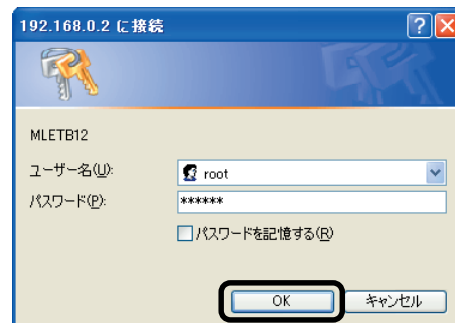 192.168.0.2 に接続
MLETB12
ユーザー名(U):
root
パスワード(P):
******
パスワードを記憶する(R)
OK
キャンセル